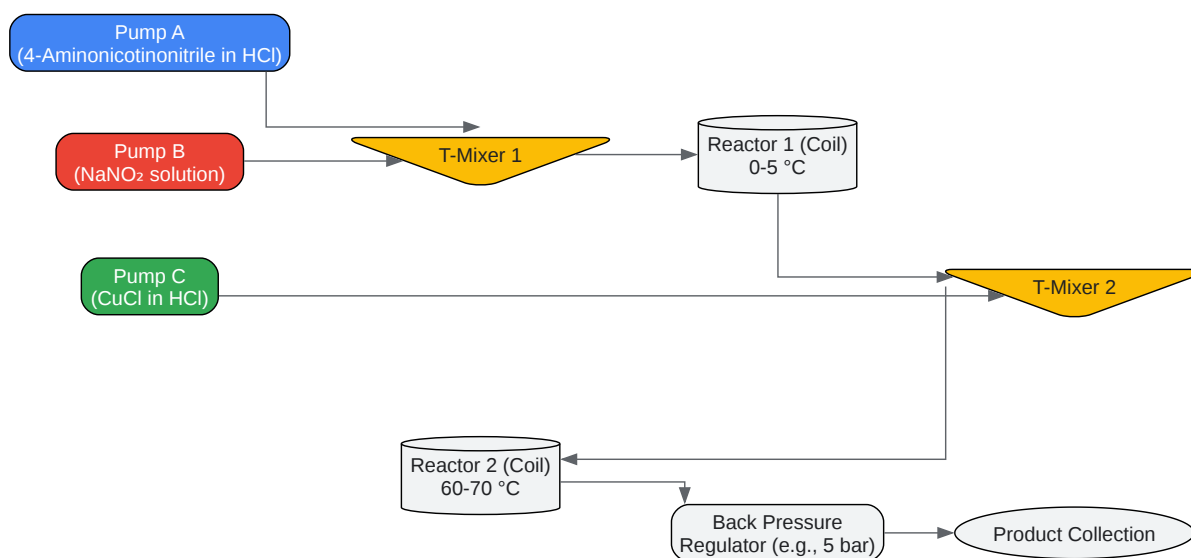 Pump A
(4-Aminonicotinonitrile in HCl)
Pump B
(NaNO₂ solution)
T-Mixer 1
Reactor 1 (Coil)
0-5 °C
Pump C
(CuCl in HCl)
T-Mixer 2
Reactor 2 (Coil)
60-70 °C
Back Pressure
Regulator (e.g., 5 bar)
Product Collection